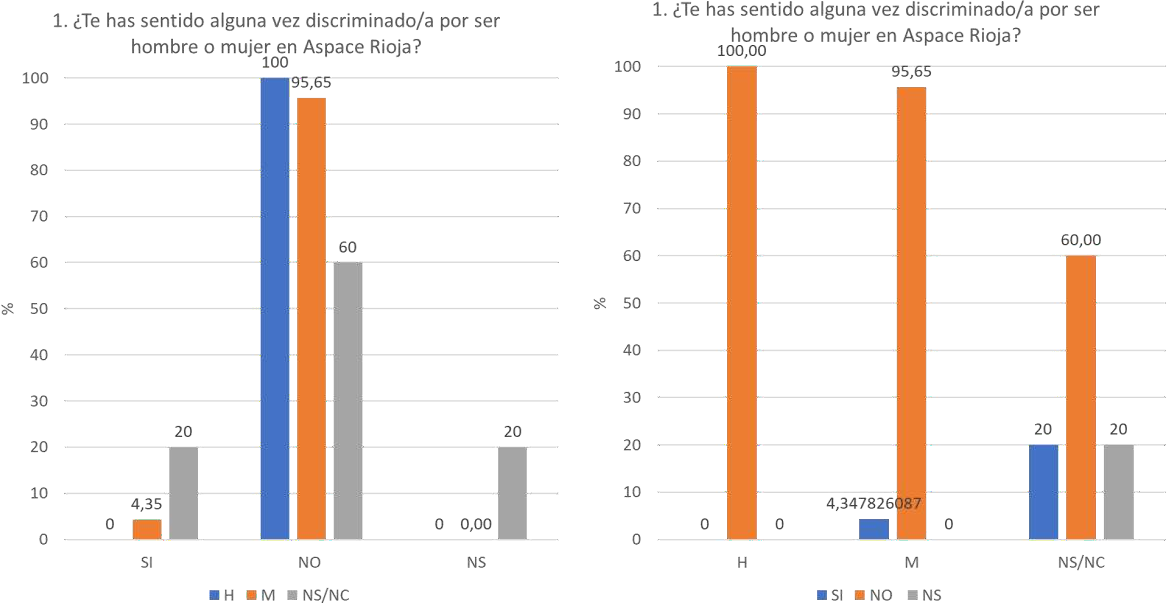 1. ¿Te has sentido alguna vez discriminado/a por ser
hombre o mujer en Aspace Rioja?
100
90
80
70
60
50
40
30
20
10
0
%
0
4,35
20
100
95,65
60
0
0,00
20
SI
NO
NS
H
M
NS/NC
1. ¿Te has sentido alguna vez discriminado/a por ser
hombre o mujer en Aspace Rioja?
100
90
80
70
60
50
40
30
20
10
0
%
0
100,00
0
4,347826087
95,65
0
20
60,00
20
H
M
NS/NC
SI
NO
NS